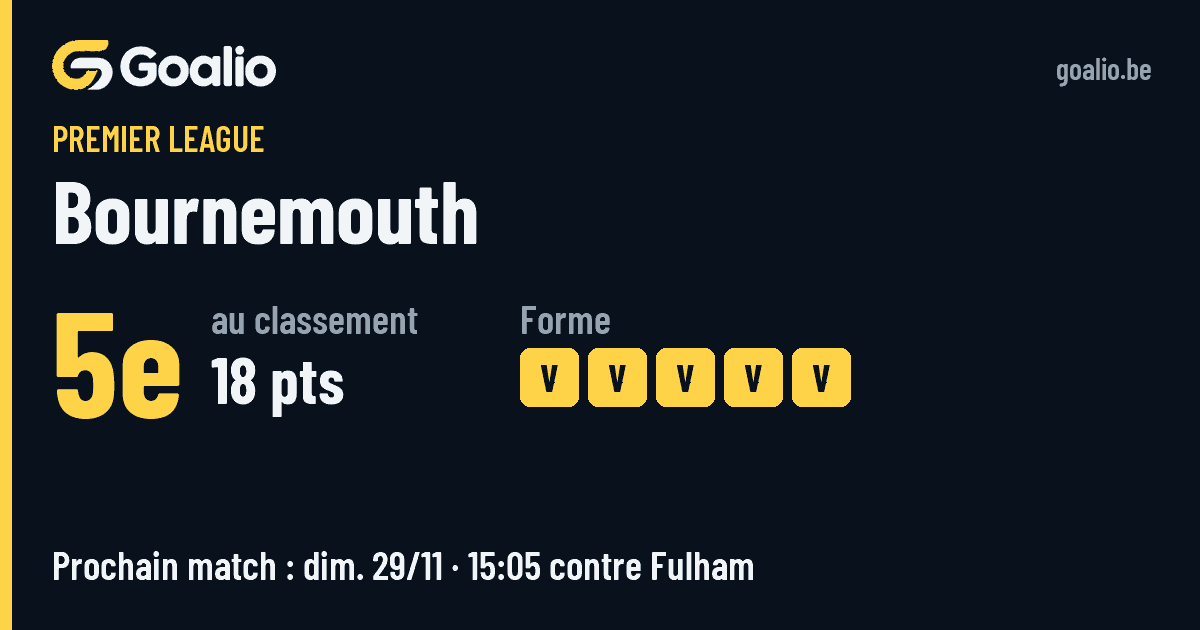 Goalio
goalio.be
PREMIER LEAGUE
Bournemouth
5e
au classement
18 pts
Forme
V V V V V
Prochain match : dim. 29/11 · 15:05 contre Fulham